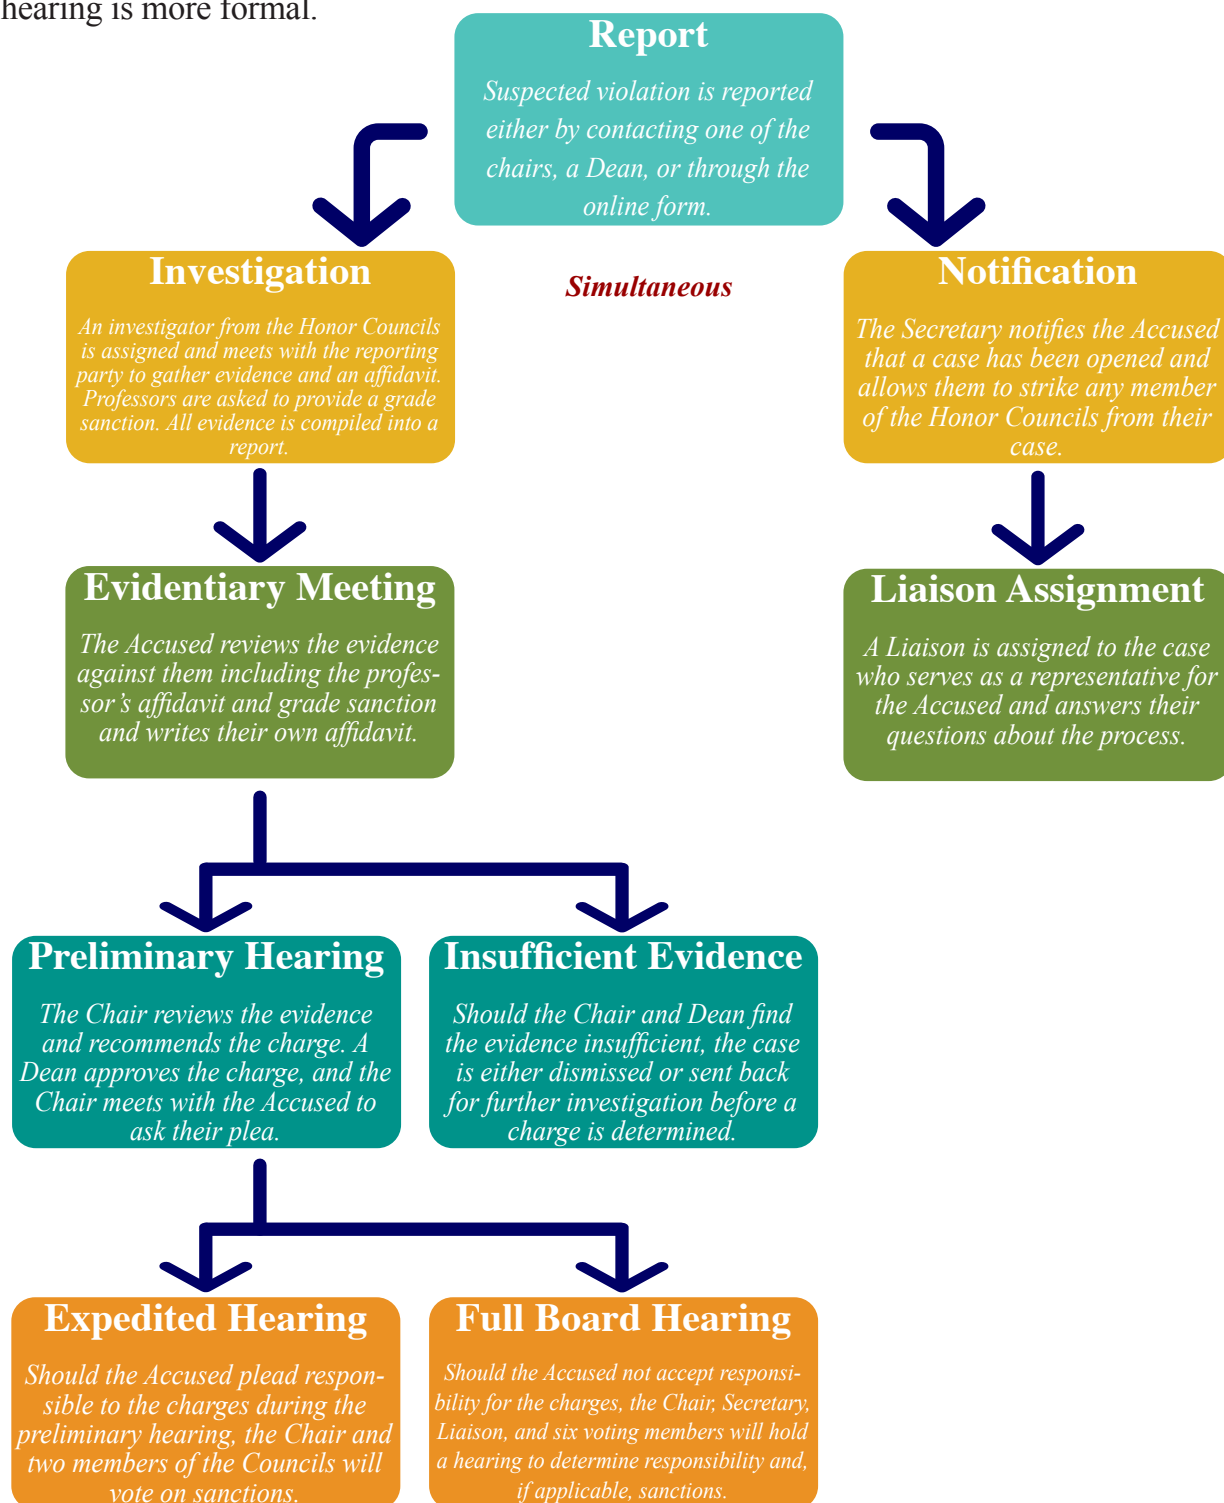 hearing is more formal.
Report
Suspected violation is reported
either by contacting one of the
chairs, a Dean, or through the
online form.
Simultaneous
Investigation
An investigator from the Honor Councils
is assigned and meets with the reporting
party to gather evidence and an affidavit.
Professors are asked to provide a grade
sanction. All evidence is compiled into a
report.
Notification
The Secretary notifies the Accused
that a case has been opened and
allows them to strike any member
of the Honor Councils from their
case.
Evidentiary Meeting
The Accused reviews the evidence
against them including the profes-
sor's affidavit and grade sanction
and writes their own affidavit.
Liaison Assignment
A Liaison is assigned to the case
who serves as a representative for
the Accused and answers their
questions about the process.
Preliminary Hearing
The Chair reviews the evidence
and recommends the charge. A
Dean approves the charge, and the
Chair meets with the Accused to
ask their plea.
Insufficient Evidence
Should the Chair and Dean find
the evidence insufficient, the case
is either dismissed or sent back
for further investigation before a
charge is determined.
Expedited Hearing
Should the Accused plead respon-
sible to the charges during the
preliminary hearing, the Chair and
two members of the Councils will
vote on sanctions.
Full Board Hearing
Should the Accused not accept responsi-
bility for the charges, the Chair, Secretary,
Liaison, and six voting members will hold
a hearing to determine responsibility and,
if applicable, sanctions.